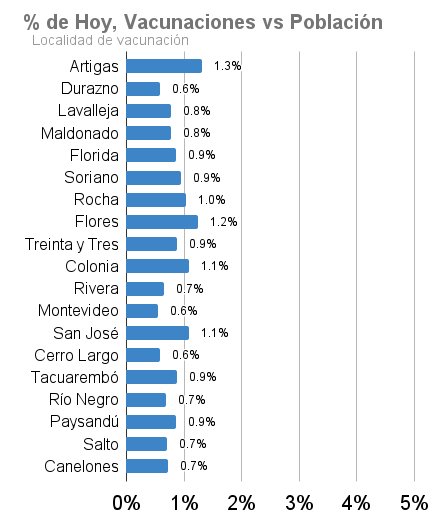 % de Hoy, Vacunaciones vs Población
Localidad de vacunación
Artigas 1.3%
Durazno 0.6%
Lavalleja 0.8%
Maldonado 0.8%
Florida 0.9%
Soriano 0.9%
Rocha 1.0%
Flores 1.2%
Treinta y Tres 0.9%
Colonia 1.1%
Rivera 0.7%
Montevideo 0.6%
San José 1.1%
Cerro Largo 0.6%
Tacuarembó 0.9%
Río Negro 0.7%
Paysandú 0.9%
Salto 0.7%
Canelones 0.7%
0% 1% 2% 3% 4% 5%